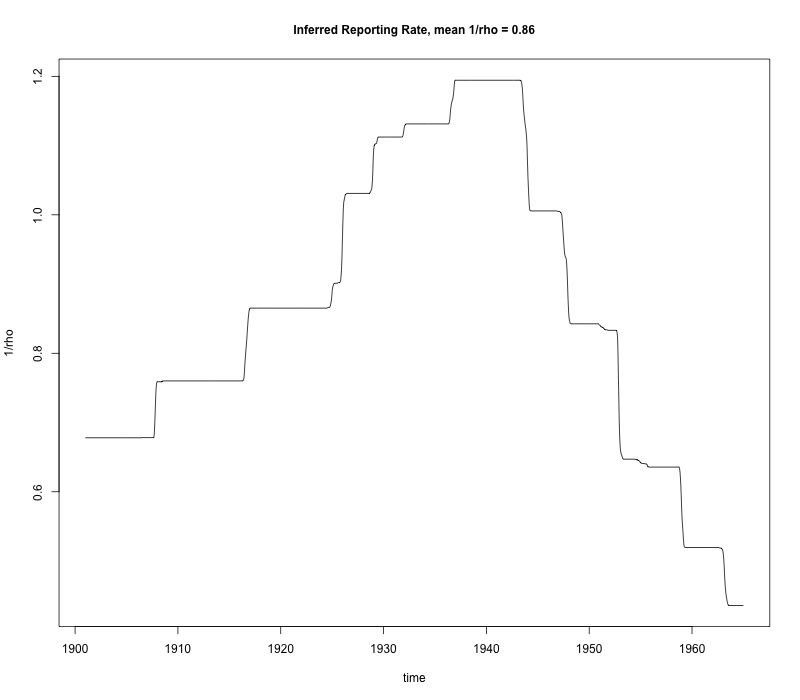 Inferred Reporting Rate, mean 1/rho = 0.86
1/rho
1.2
1.0
0.8
0.6
1900 1910 1920 1930 1940 1950 1960
time